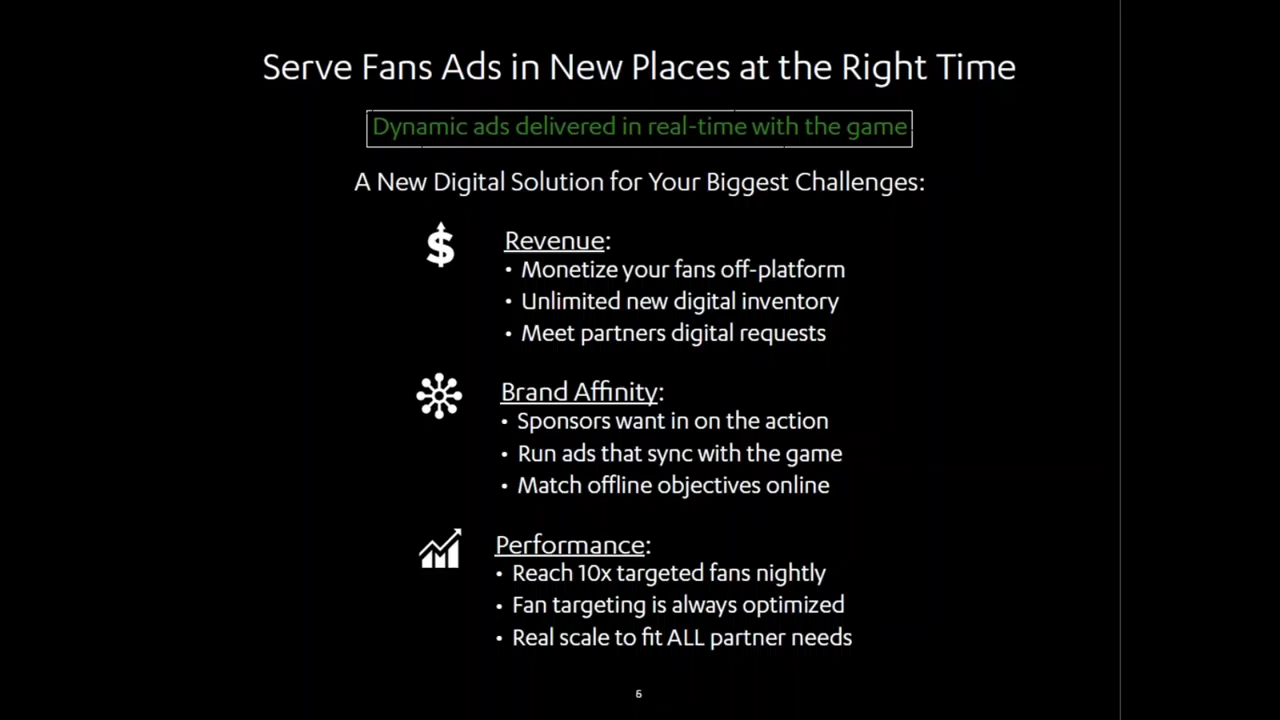 Serve Fans Ads in New Places at the Right Time
Dynamic ads delivered in real-time with the game
A New Digital Solution for Your Biggest Challenges:
Revenue:
• Monetize your fans off-platform
• Unlimited new digital inventory
• Meet partners digital requests
Brand Affinity:
• Sponsors want in on the action
• Run ads that sync with the game
• Match offline objectives online
Performance:
• Reach 10x targeted fans nightly
• Fan targeting is always optimized
• Real scale to fit ALL partner needs
6